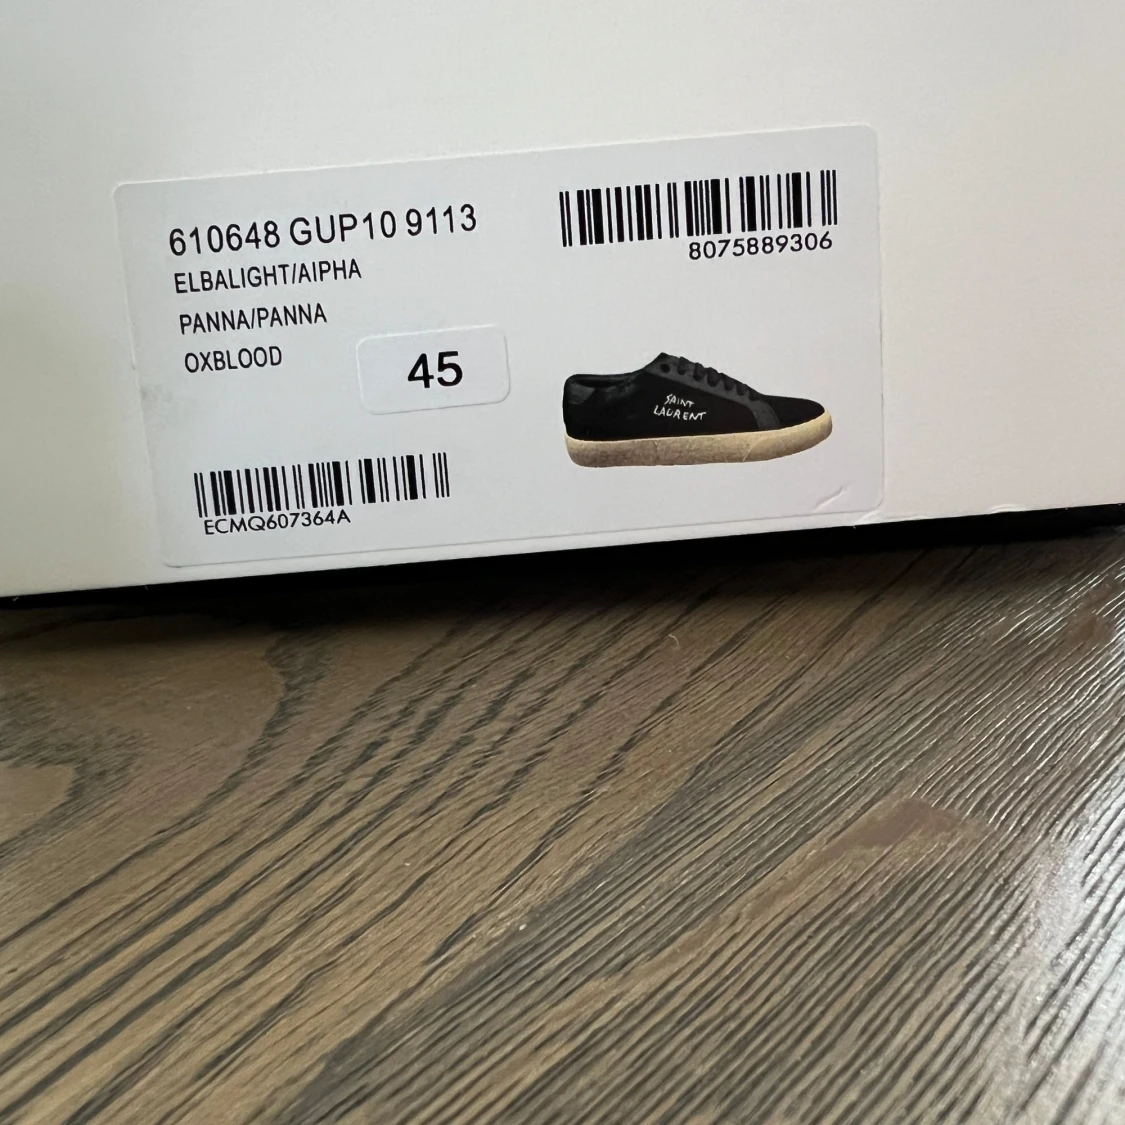 610648 GUP10 9113
ELBALIGHT/AIPHA
PANNA/PANNA
OXBLOOD
45
ECMQ607364A
8075889306
SAINT
LAURENT